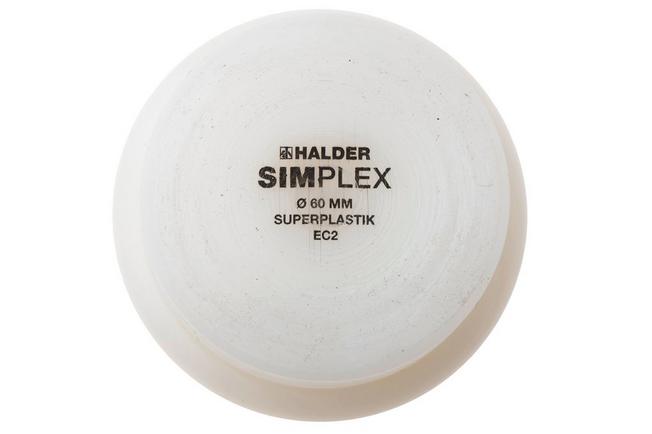 HALDER
SIMPLEX
Ø 60 MM
SUPERPLASTIK
EC2